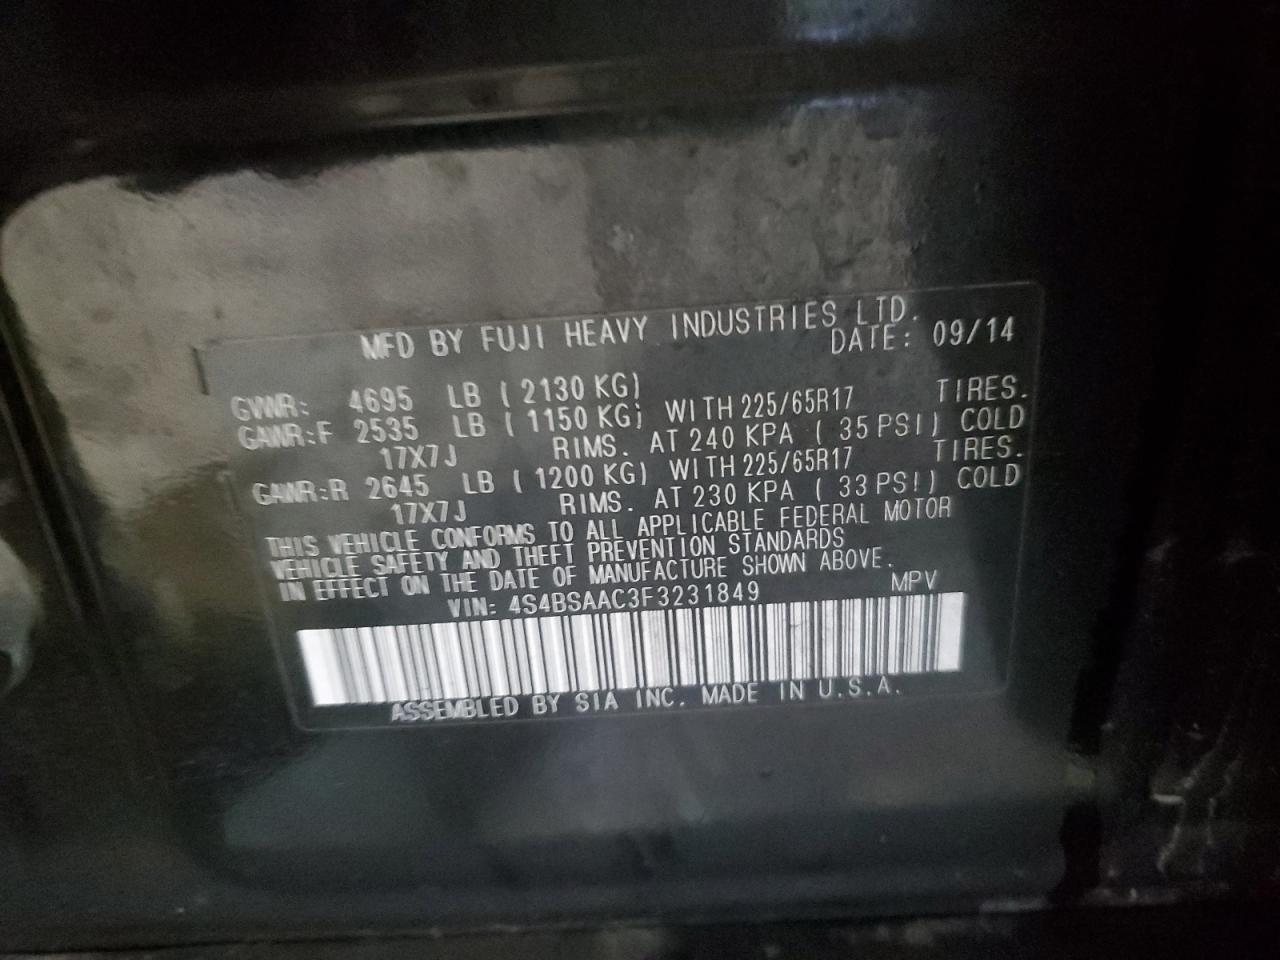 MFD BY FUJI HEAVY INDUSTRIES LTD.
DATE: 09/14
GVWR: 4695 LB (2130 KG)
GAWR:F 2535 LB (1150 KG) WITH 225/65R17 TIRES.
17X7J RIMS. AT 240 KPA (35 PSI) COLD
GAWR:R 2645 LB (1200 KG) WITH 225/65R17 TIRES.
17X7J RIMS. AT 230 KPA (33 PSI) COLD
THIS VEHICLE CONFORMS TO ALL APPLICABLE FEDERAL MOTOR
VEHICLE SAFETY AND THEFT PREVENTION STANDARDS
IN EFFECT ON THE DATE OF MANUFACTURE SHOWN ABOVE.
VIN: 4S4BSAAC3F3231849 MPV
ASSEMBLED BY SIA INC. MADE IN U.S.A.